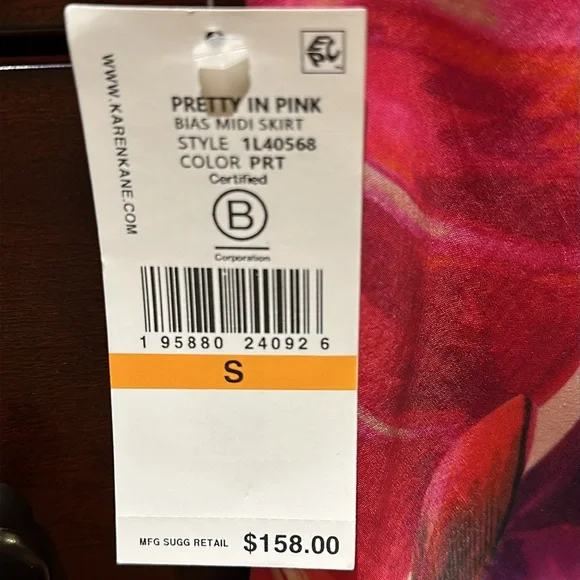 PRETTY IN PINK
BIAS MIDI SKIRT
STYLE 1L40568
COLOR PRT
WWW.KARENKANE.COM
Certified
B
Corporation
1 95880 24092 6
S
MFG SUGG RETAIL $158.00